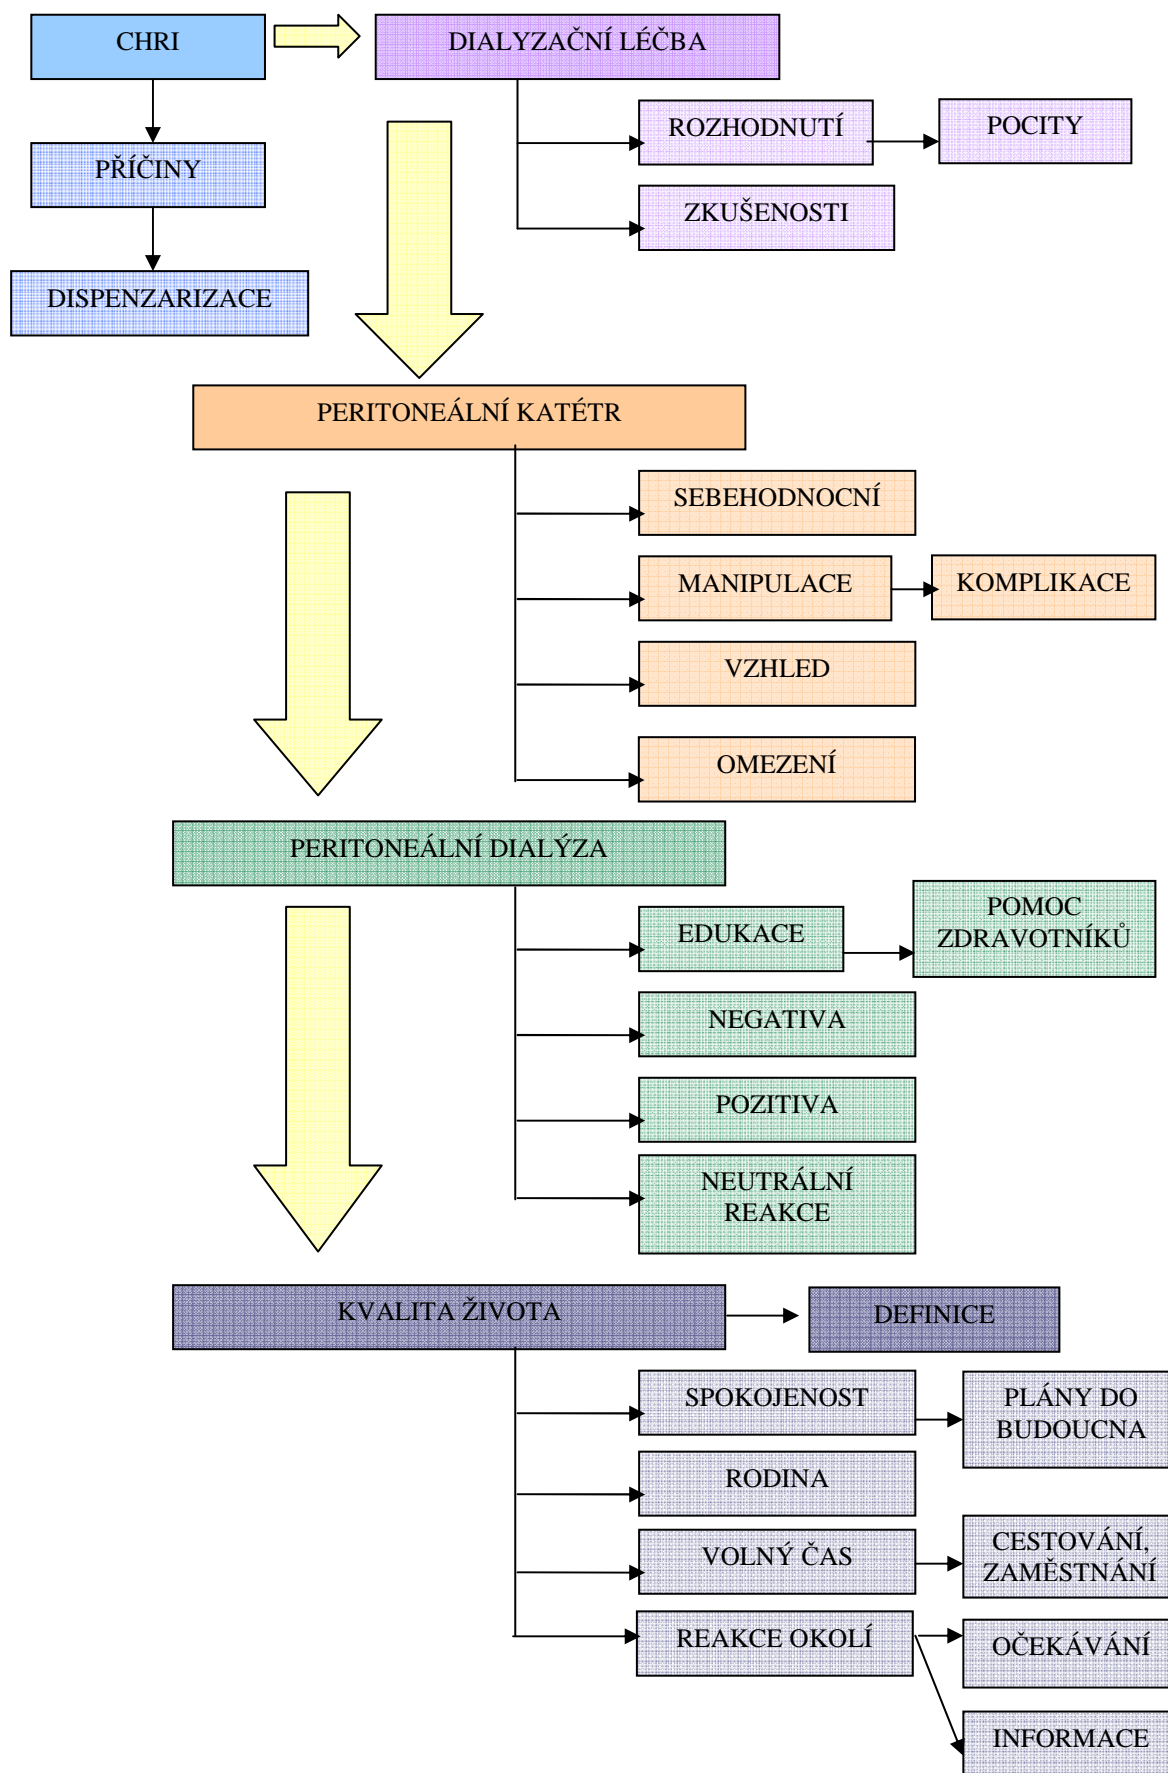 CHRI
DIALYZAČNÍ LÉČBA
ROZHODNUTÍ
POCITY
PŘÍČINY
ZKUŠENOSTI
DISPENZARIZACE
PERITONEÁLNÍ KATÉTR
SEBEHODNOCNÍ
MANIPULACE
KOMPLIKACE
VZHLED
OMEZENÍ
PERITONEÁLNÍ DIALÝZA
EDUKACE
POMOC
ZDRAVOTNÍKŮ
NEGATIVA
POZITIVA
NEUTRÁLNÍ
REAKCE
KVALITA ŽIVOTA
DEFINICE
SPOKOJENOST
PLÁNY DO
BUDOUCNA
RODINA
VOLNÝ ČAS
CESTOVÁNÍ,
ZAMĚSTNÁNÍ
REAKCE OKOLÍ
OČEKÁVÁNÍ
INFORMACE